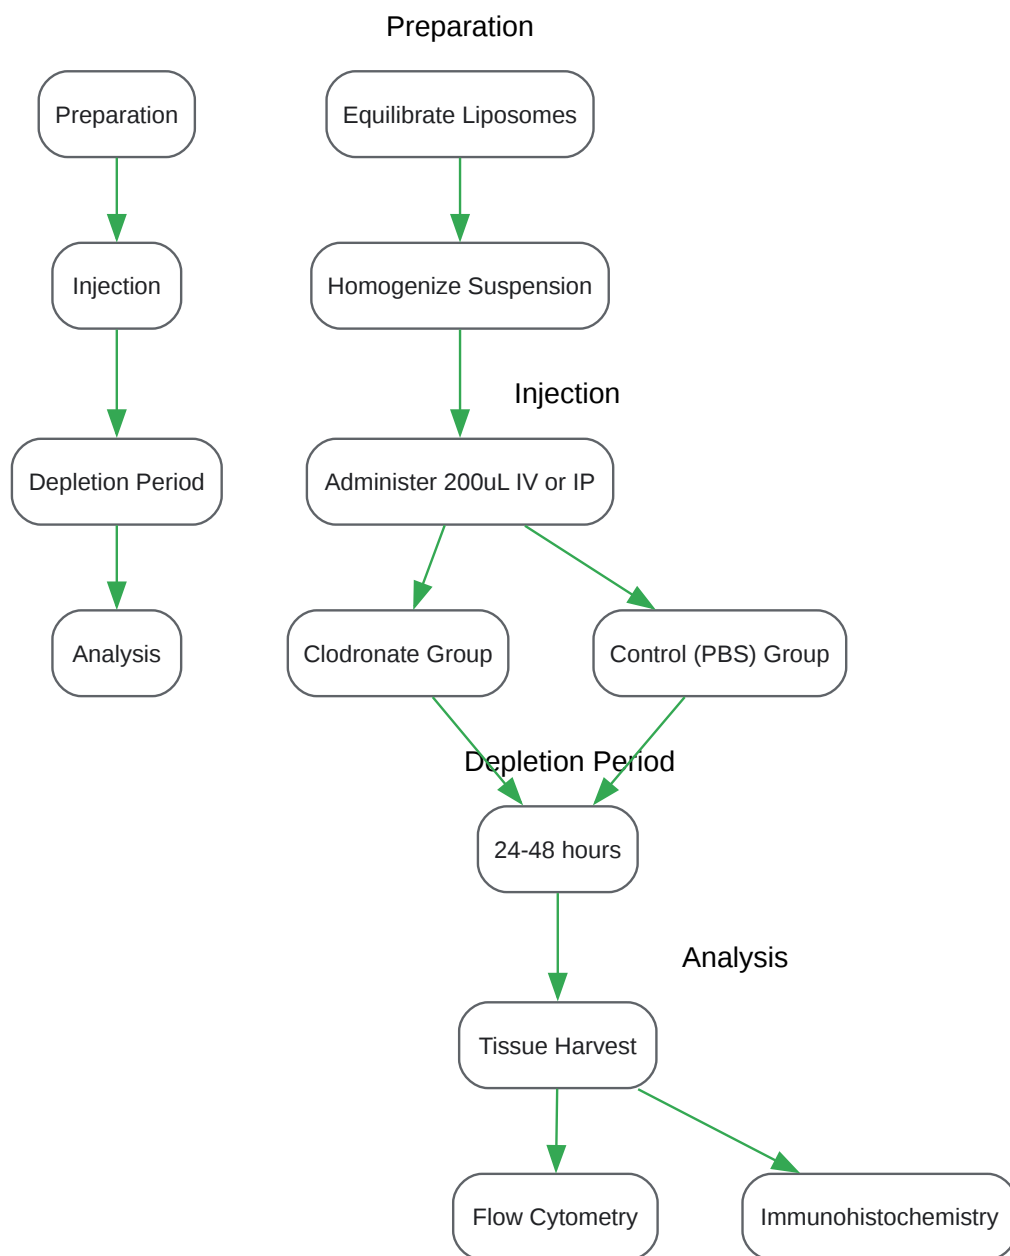 Preparation
Preparation
Equilibrate Liposomes
Injection
Homogenize Suspension
Injection
Depletion Period
Administer 200uL IV or IP
Analysis
Clodronate Group
Control (PBS) Group
Depletion Period
24-48 hours
Analysis
Tissue Harvest
Flow Cytometry
Immunohistochemistry